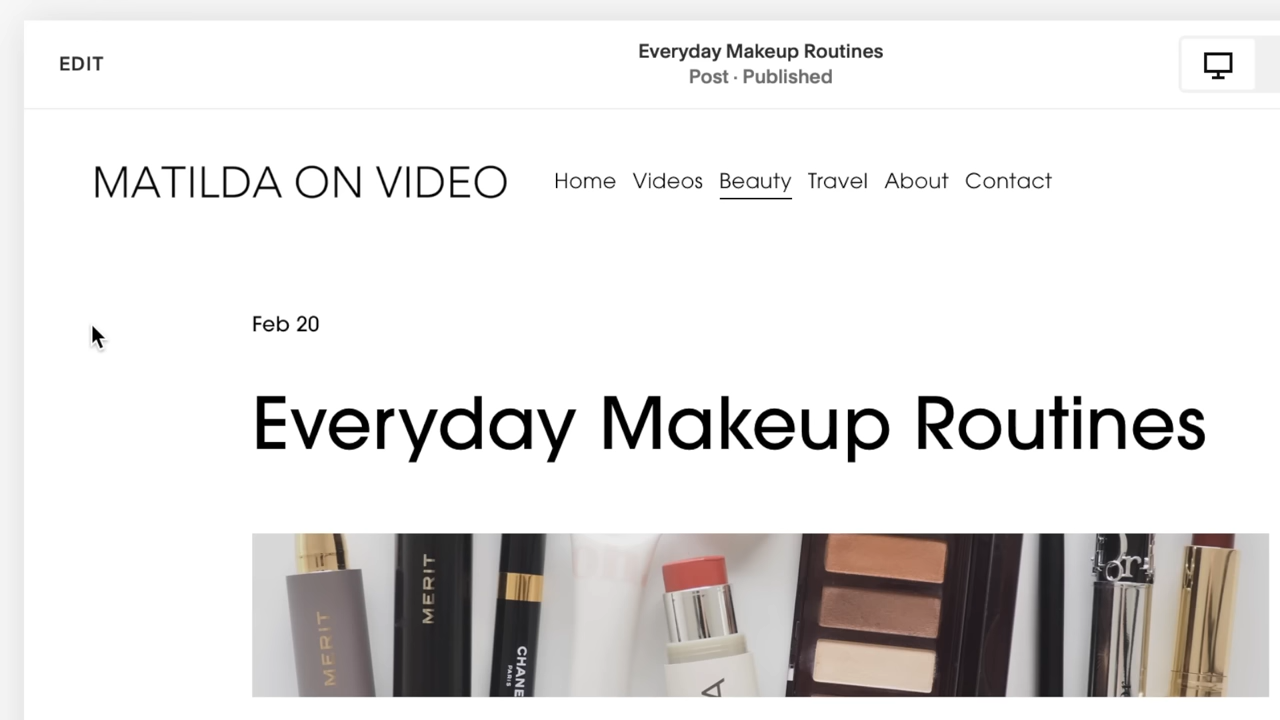 EDIT
Everyday Makeup Routines
Post · Published
MATILDA ON VIDEO
Home Videos Beauty Travel About Contact
Feb 20
Everyday Makeup Routines
MERIT
MERIT
CHANE
PARIS
A